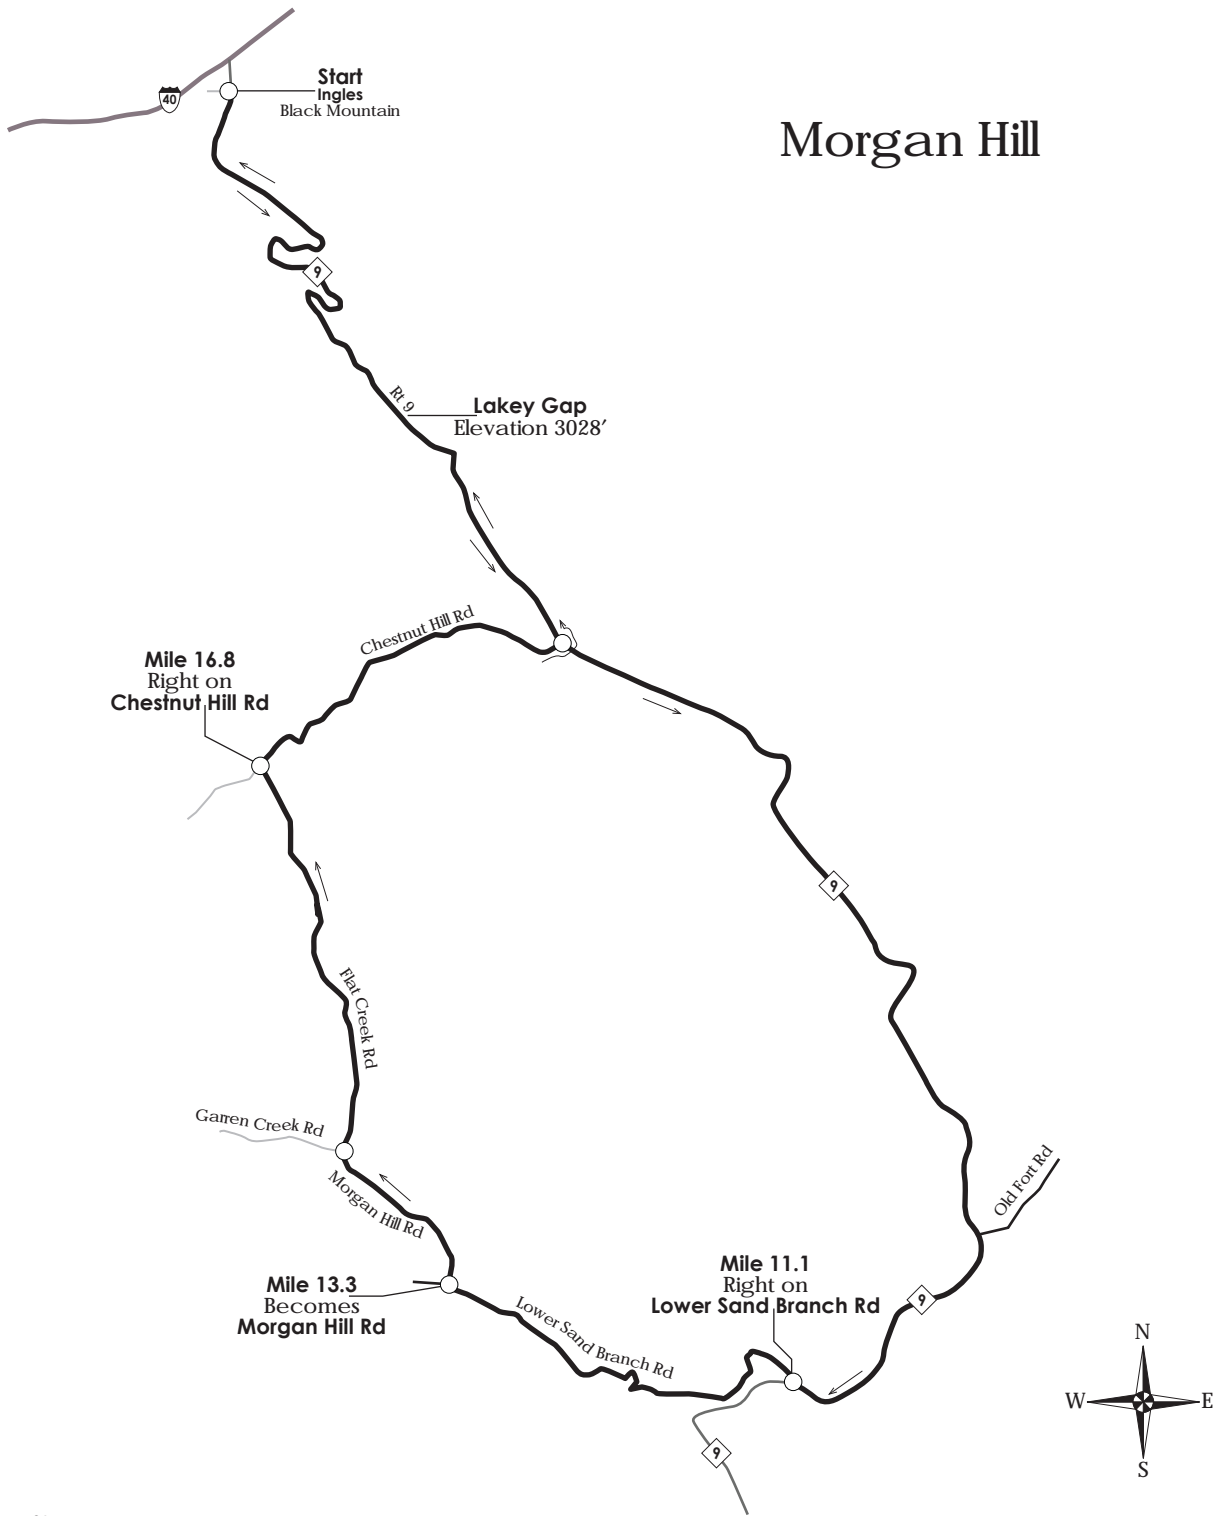 40
Start
Ingles
Black Mountain
Morgan Hill
9
Rt 9
Lakey Gap
Elevation 3028'
Chestnut Hill Rd
Mile 16.8
Right on
Chestnut Hill Rd
9
Flat Creek Rd
Garren Creek Rd
Morgan Hill Rd
Old Fort Rd
Mile 11.1
Right on
Lower Sand Branch Rd
Mile 13.3
Becomes
Morgan Hill Rd
9
Lower Sand Branch Rd
9
N
W
E
S